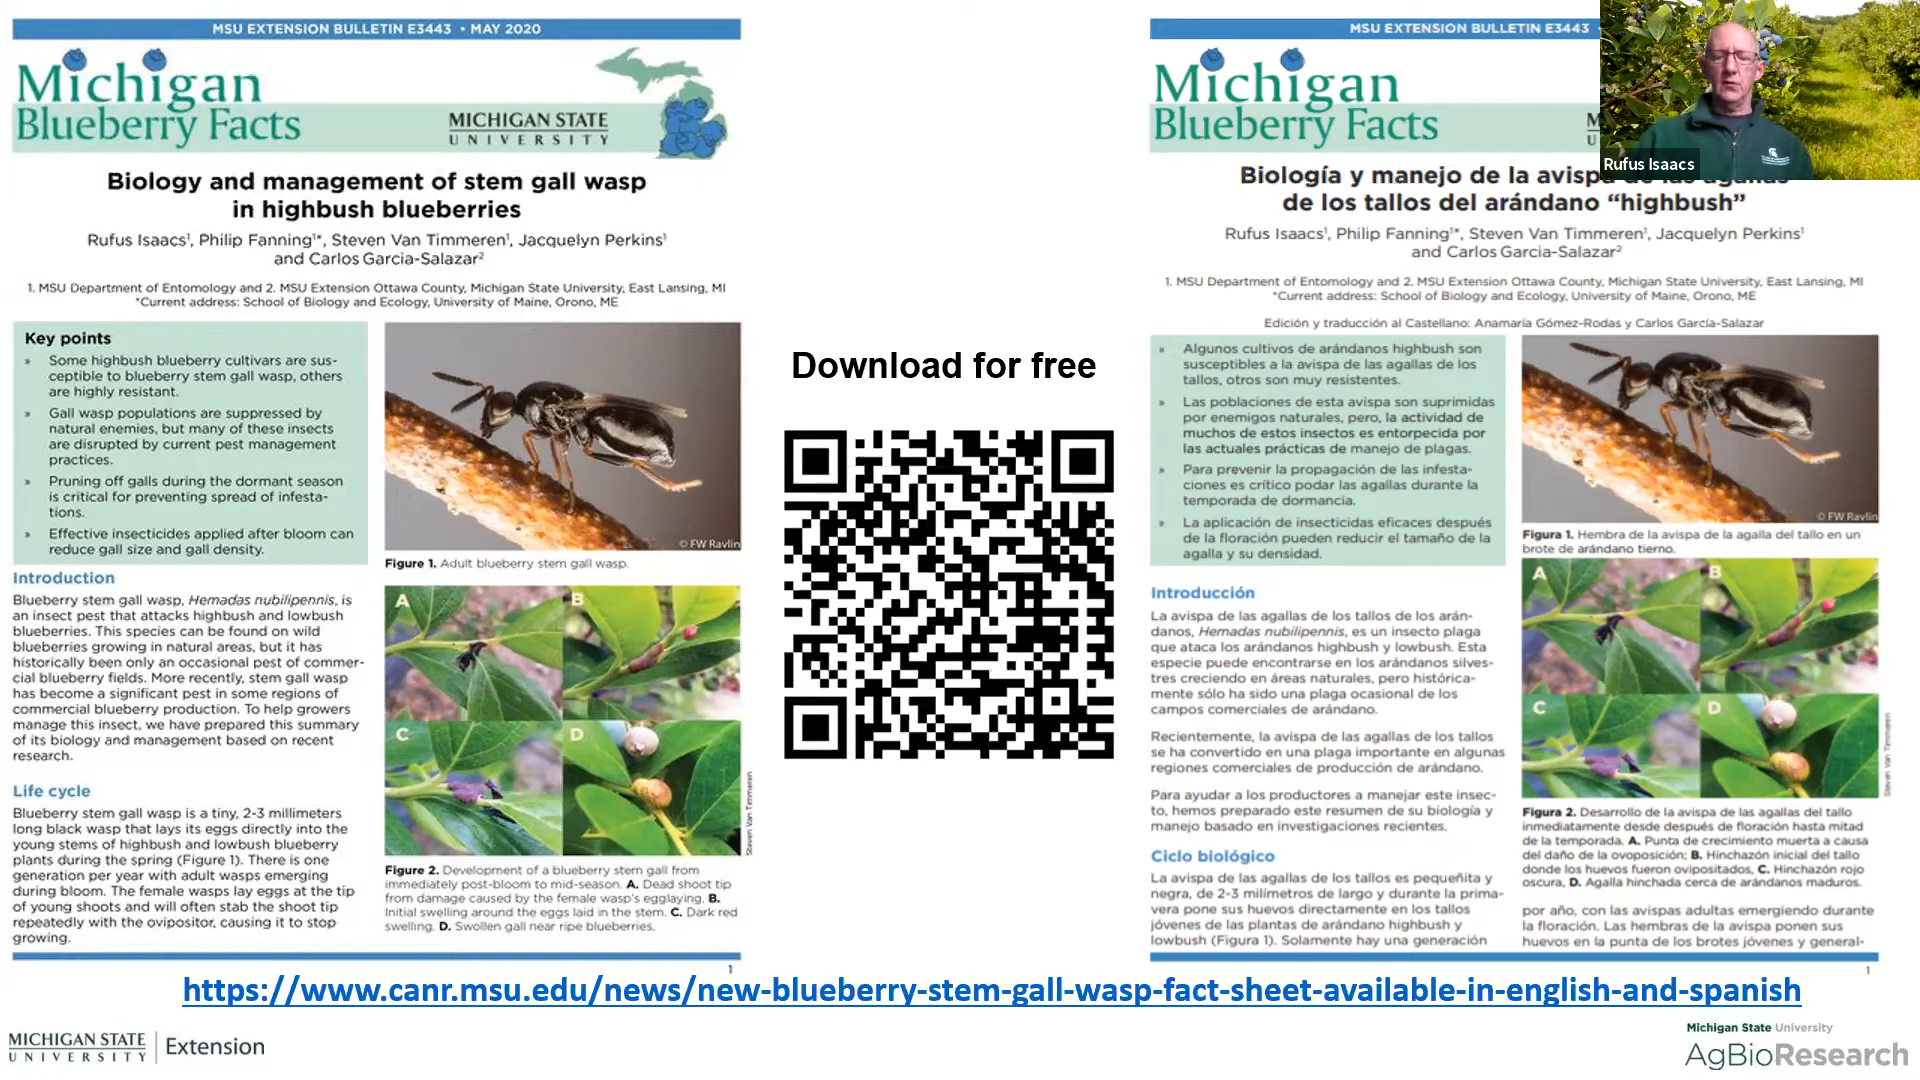 MSU EXTENSION BULLETIN E3443 • MAY 2020
Michigan
Blueberry Facts
MICHIGAN STATE
UNIVERSITY
Biology and management of stem gall wasp
in highbush blueberries
Rufus Isaacs¹, Philip Fanning¹*, Steven Van Timmeren¹, Jacquelyn Perkins¹
and Carlos Garcia-Salazar²
1. MSU Department of Entomology and 2. MSU Extension Ottawa County, Michigan State University, East Lansing, MI
*Current address: School of Biology and Ecology, University of Maine, Orono, ME
Key points
» Some highbush blueberry cultivars are sus-
ceptible to blueberry stem gall wasp, others
are highly resistant.
» Gall wasp populations are suppressed by
natural enemies, but many of these insects
are disrupted by current pest management
practices.
» Pruning off galls during the dormant season
is critical for preventing spread of infesta-
tions.
» Effective insecticides applied after bloom can
reduce gall size and gall density.
Introduction
Blueberry stem gall wasp, Hemadas nubilipennis, is
an insect pest that attacks highbush and lowbush
blueberries. This species can be found on wild
blueberries growing in natural areas, but it has
historically been only an occasional pest of commer-
cial blueberry fields. More recently, stem gall wasp
has become a significant pest in some regions of
commercial blueberry production. To help growers
manage this insect, we have prepared this summary
of its biology and management based on recent
research.
Life cycle
Blueberry stem gall wasp is a tiny, 2-3 millimeters
long black wasp that lays its eggs directly into the
young stems of highbush and lowbush blueberry
plants during the spring (Figure 1). There is one
generation per year with adult wasps emerging
during bloom. The female wasps lay eggs at the tip
of young shoots and will often stab the shoot tip
repeatedly with the ovipositor, causing it to stop
growing.
© FW Ravlin
Figure 1. Adult blueberry stem gall wasp.
A
B
C
D
Steven Van Timmeren
Figure 2. Development of a blueberry stem gall from
immediately post-bloom to mid-season. A. Dead shoot tip
from damage caused by the female wasp's egglaying. B.
Initial swelling around the eggs laid in the stem. C. Dark red
swelling. D. Swollen gall near ripe blueberries.
1
Download for free
MSU EXTENSION BULLETIN E3443
Michigan
Blueberry Facts
Rufus Isaacs
Biología y manejo de la avispa de las agallas
de los tallos del arándano “highbush”
Rufus Isaacs¹, Philip Fanning¹*, Steven Van Timmeren¹, Jacquelyn Perkins¹
and Carlos Garcia-Salazar²
1. MSU Department of Entomology and 2. MSU Extension Ottawa County, Michigan State University, East Lansing, MI
*Current address: School of Biology and Ecology, University of Maine, Orono, ME
Edición y traducción al Castellano: Anamaría Gómez-Rodas y Carlos García-Salazar
» Algunos cultivos de arándanos highbush son
susceptibles a la avispa de las agallas de los
tallos, otros son muy resistentes.
» Las poblaciones de esta avispa son suprimidas
por enemigos naturales, pero, la actividad de
muchos de estos insectos es entorpecida por
las actuales prácticas de manejo de plagas.
» Para prevenir la propagación de las infesta-
ciones es crítico podar las agallas durante la
temporada de dormancia.
» La aplicación de insecticidas eficaces después
de la floración pueden reducir el tamaño de la
agalla y su densidad.
Introducción
La avispa de las agallas de los tallos de los arán-
danos, Hemadas nubilipennis, es un insecto plaga
que ataca los arándanos highbush y lowbush. Esta
especie puede encontrarse en los arándanos silves-
tres creciendo en áreas naturales, pero histórica-
mente sólo ha sido una plaga ocasional de los
campos comerciales de arándano.
Recientemente, la avispa de las agallas de los tallos
se ha convertido en una plaga importante en algunas
regiones comerciales de producción de arándano.
Para ayudar a los productores a manejar este insec-
to, hemos preparado este resumen de su biología y
manejo basado en investigaciones recientes.
Ciclo biológico
La avispa de las agallas de los tallos es pequeñita y
negra, de 2-3 milímetros de largo y durante la prima-
vera pone sus huevos directamente en los tallos
jóvenes de las plantas de arándano highbush y
lowbush (Figura 1). Solamente hay una generación
© FW Ravlin
Figura 1. Hembra de la avispa de la agalla del tallo en un
brote de arándano tierno.
A
B
C
D
Steven Van Timmeren
Figura 2. Desarrollo de la avispa de las agallas del tallo
inmediatamente desde después de floración hasta mitad
de la temporada. A. Punta de crecimiento muerta a causa
del daño de la ovoposición; B. Hinchazón inicial del tallo
donde los huevos fueron ovipositados, C. Hinchazón rojo
oscura, D. Agalla hinchada cerca de arándanos maduros.
por año, con las avispas adultas emergiendo durante
la floración. Las hembras de la avispa ponen sus
huevos en la punta de los brotes jóvenes y general-
1
https://www.canr.msu.edu/news/new-blueberry-stem-gall-wasp-fact-sheet-available-in-english-and-spanish
MICHIGAN STATE
UNIVERSITY
Extension
Michigan State University
AgBioResearch